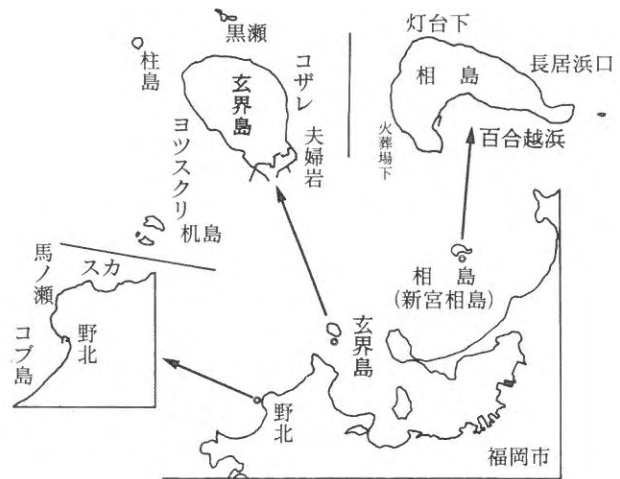 黒瀬
柱島
玄界島
コザレ
夫婦岩
ヨツスクリ
机島
灯台下
相島
長居浜口
火葬場下
百合越浜
スカ
馬ノ瀬
コブ島
野北
相島
(新宮相島)
玄界島
野北
福岡市